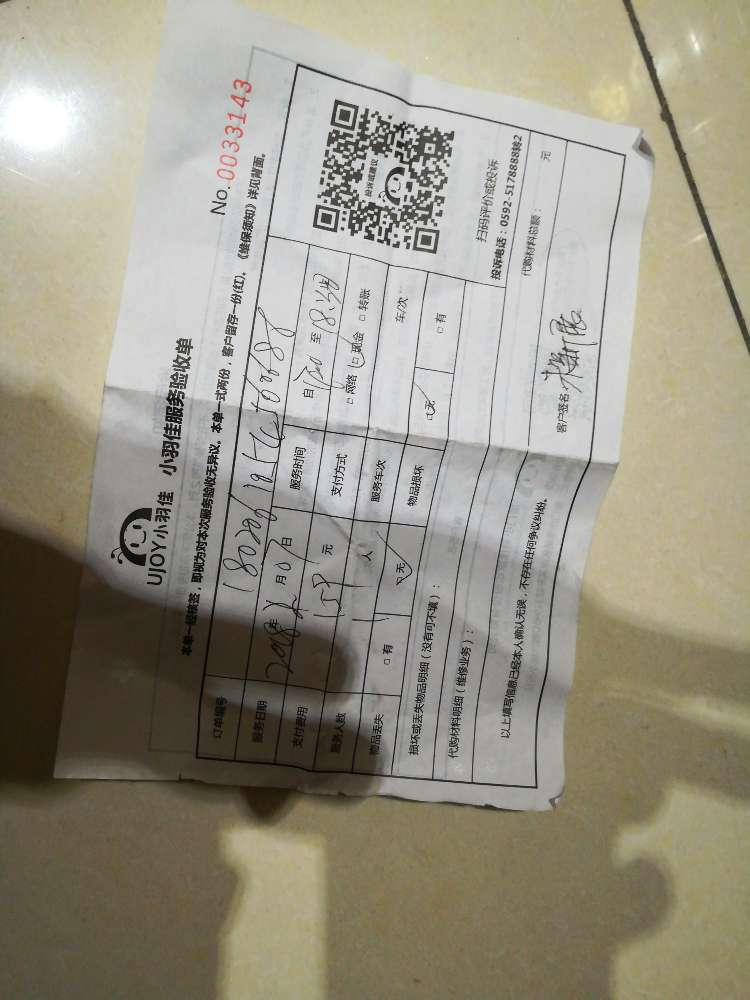 UJOY小羽佳 小羽佳服务验收单
No.0033143
本单一经核签，即视为对本次服务验收无异议。本单一式两份，客户留存一份(红)。《维保须知》详见背面。
订单编号
服务日期 年 月 日 服务时间 自 至
支付费用 159 元 支付方式 □网络 □现金 □转账
服务人数 1 人 服务车次 车/次
物品丢失 □有 □无 物品损坏 □无 □有
投诉或建议
扫码评价或投诉
投诉电话：0592-5178888转2
损坏或丢失物品明细（没有可不填）：
代购材料明细（维修业务）： 代购材料总额： 元
以上填写信息已经本人确认无误，不存在任何争议纠纷。 客户签名：